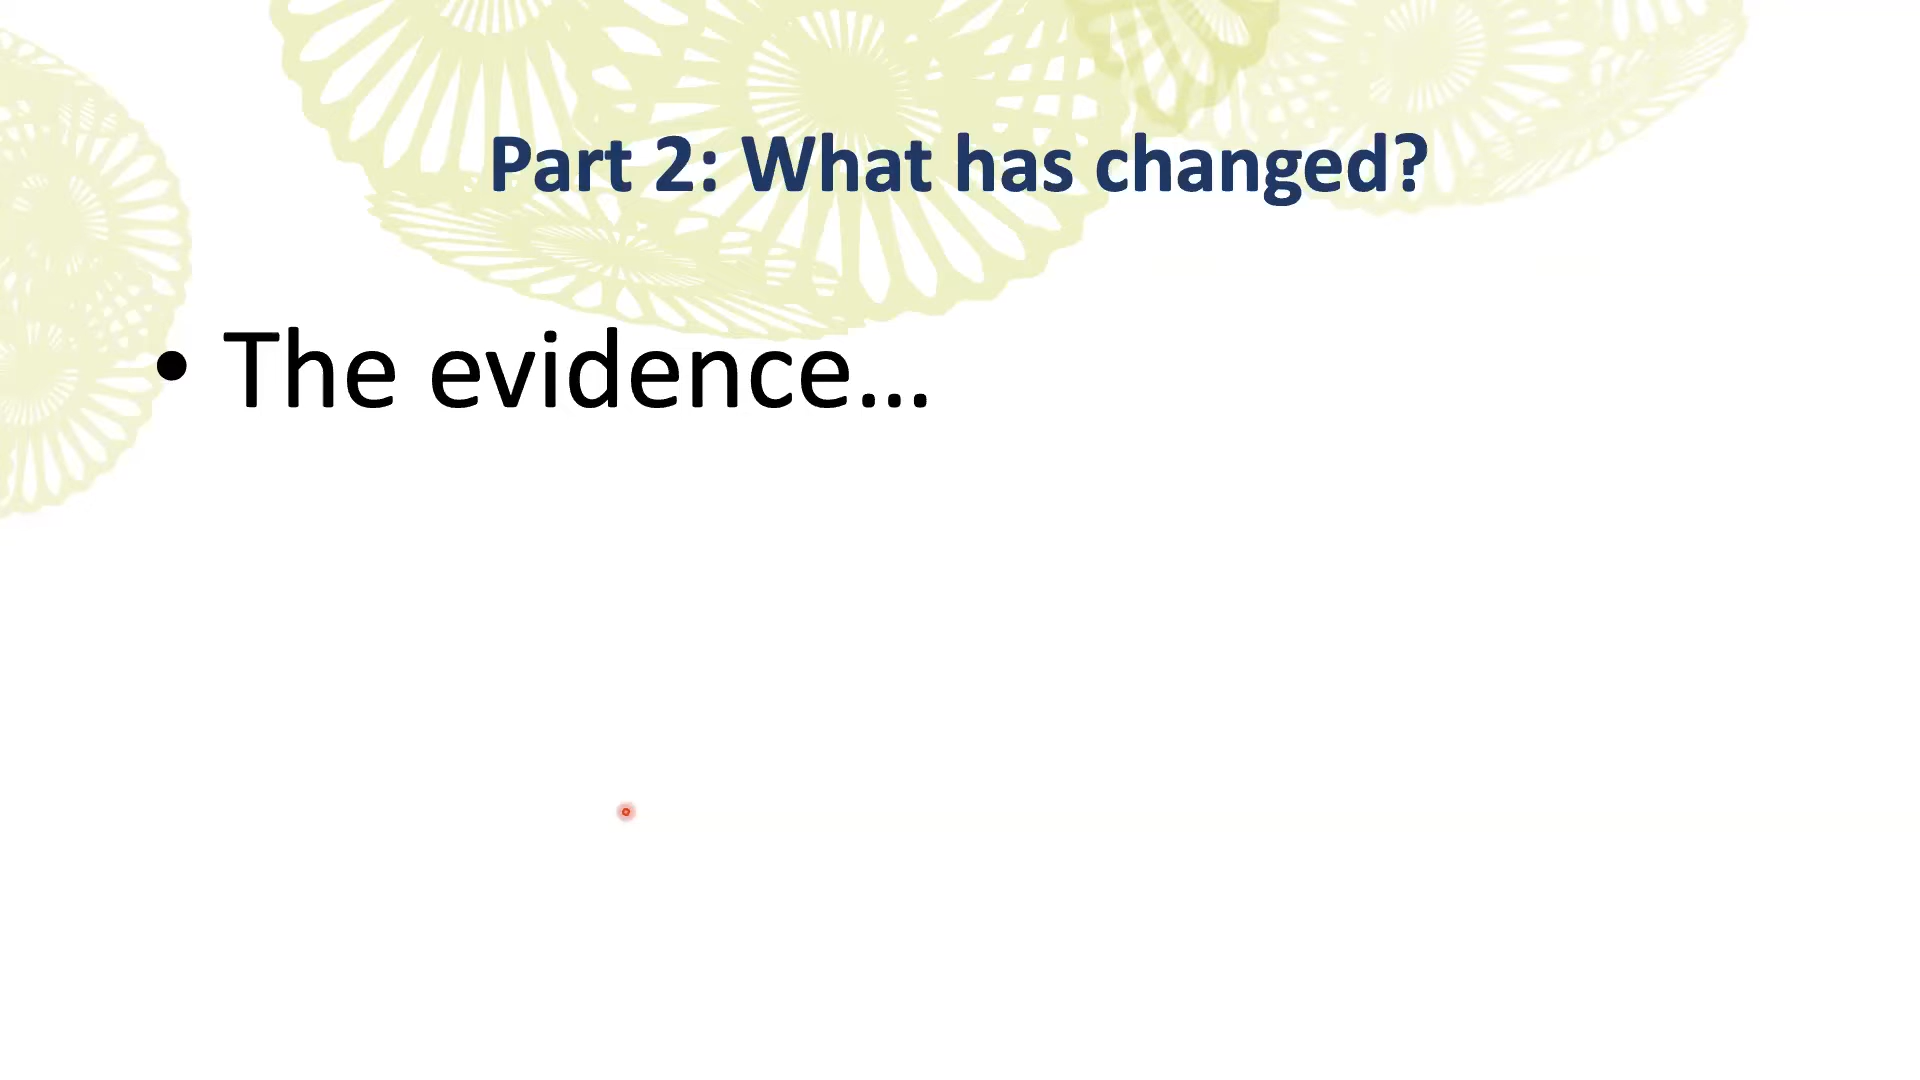 Part 2: What has changed?
• The evidence...